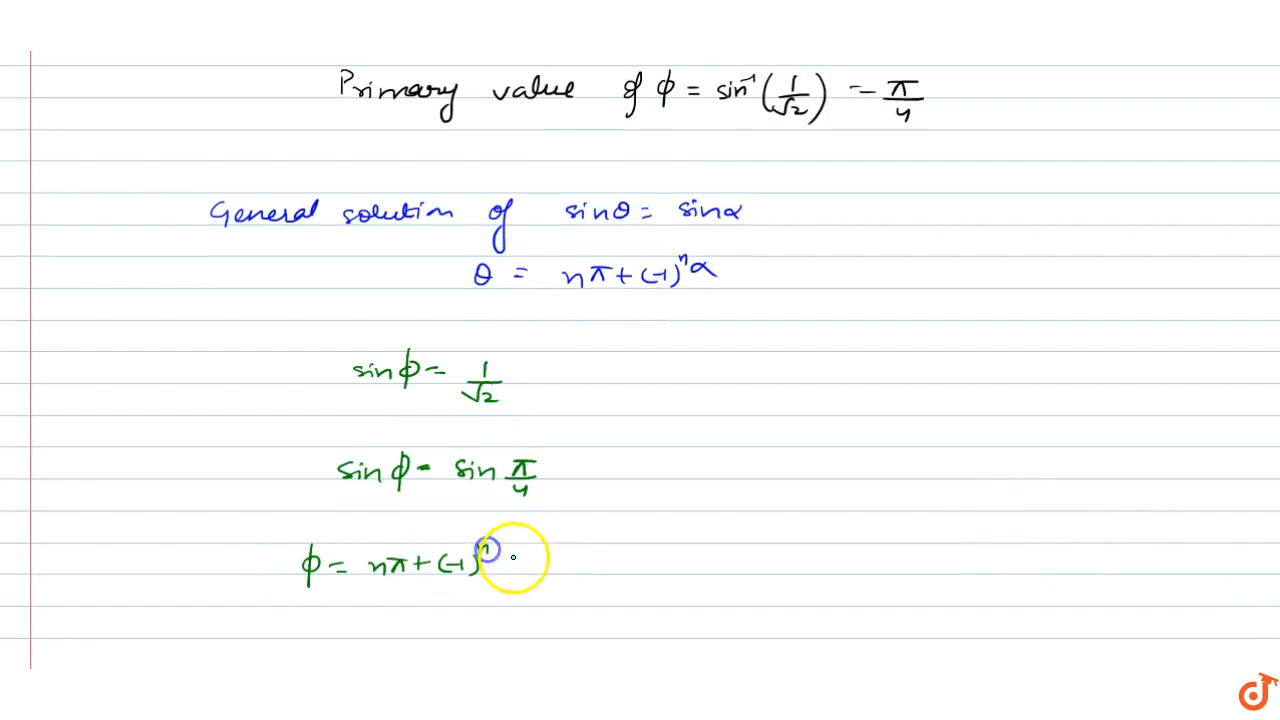 Primary value of ϕ = sin⁻¹(1/√2) = π/4
General solution of sinθ = sinα
θ = nπ + (-1)ⁿα
sinϕ = 1/√2
sinϕ = sin π/4
ϕ = nπ + (-1)ⁿ